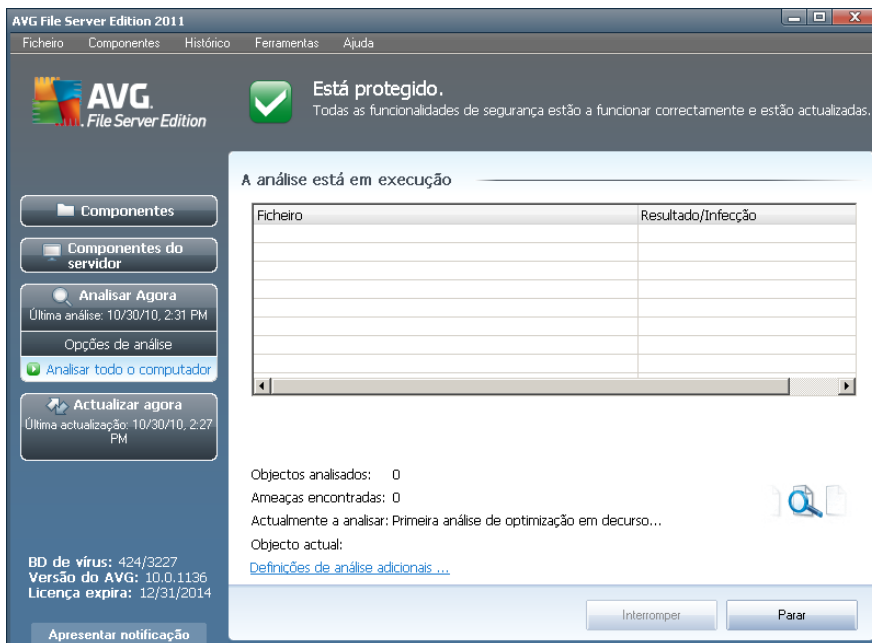 AVG File Server Edition 2011
Ficheiro Componentes Histórico Ferramentas Ajuda
AVG.
File Server Edition
Está protegido.
Todas as funcionalidades de segurança estão a funcionar correctamente e estão actualizadas.
Componentes
Componentes do
servidor
Analisar Agora
Última análise: 10/30/10, 2:31 PM
Opções de análise
Analisar todo o computador
Actualizar agora
Última actualização: 10/30/10, 2:27
PM
BD de vírus: 424/3227
Versão do AVG: 10.0.1136
Licença expira: 12/31/2014
Apresentar notificação
A análise está em execução
Ficheiro Resultado/Infecção
Objectos analisados: 0
Ameaças encontradas: 0
Actualmente a analisar: Primeira análise de optimização em decurso...
Objecto actual:
Definições de análise adicionais ...
Interromper Parar